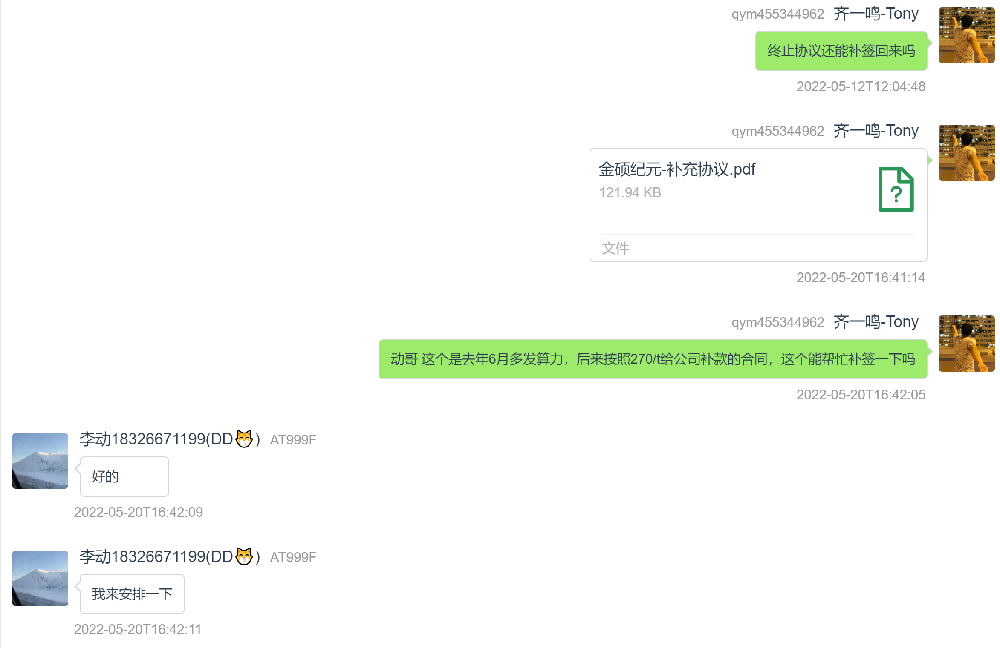 qym455344962 齐一鸣-Tony
终止协议还能补签回来吗
2022-05-12T12:04:48
qym455344962 齐一鸣-Tony
金硕纪元-补充协议.pdf
121.94 KB
?
文件
2022-05-20T16:41:14
qym455344962 齐一鸣-Tony
动哥 这个是去年6月多发算力，后来按照270/t给公司补款的合同，这个能帮忙补签一下吗
2022-05-20T16:42:05
李动18326671199(DD😽) AT999F
好的
2022-05-20T16:42:09
李动18326671199(DD😽) AT999F
我来安排一下
2022-05-20T16:42:11